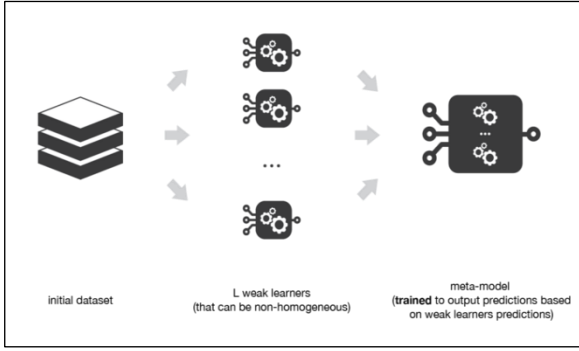 ...
...
initial dataset
L weak learners
(that can be non-homogeneous)
meta-model
(trained to output predictions based
on weak learners predictions)